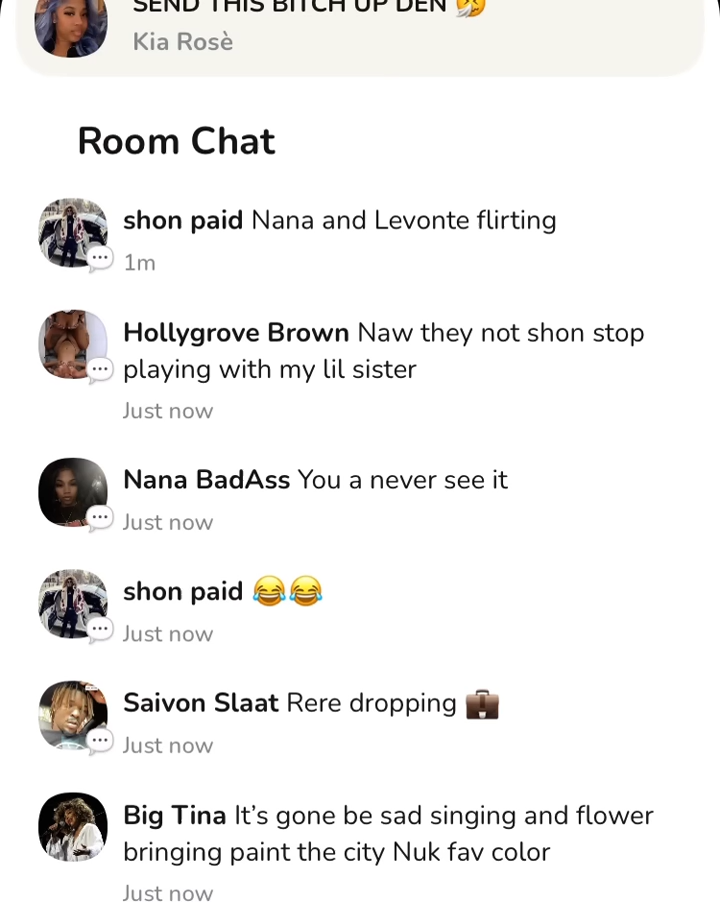 SEND THIS BITCH UP DEN 🤧
Kia Rosè
Room Chat
shon paid Nana and Levonte flirting
1m
Hollygrove Brown Naw they not shon stop
playing with my lil sister
Just now
Nana BadAss You a never see it
Just now
shon paid 😂😂
Just now
Saivon Slaat Rere dropping 💼
Just now
Big Tina It’s gone be sad singing and flower
bringing paint the city Nuk fav color
Just now